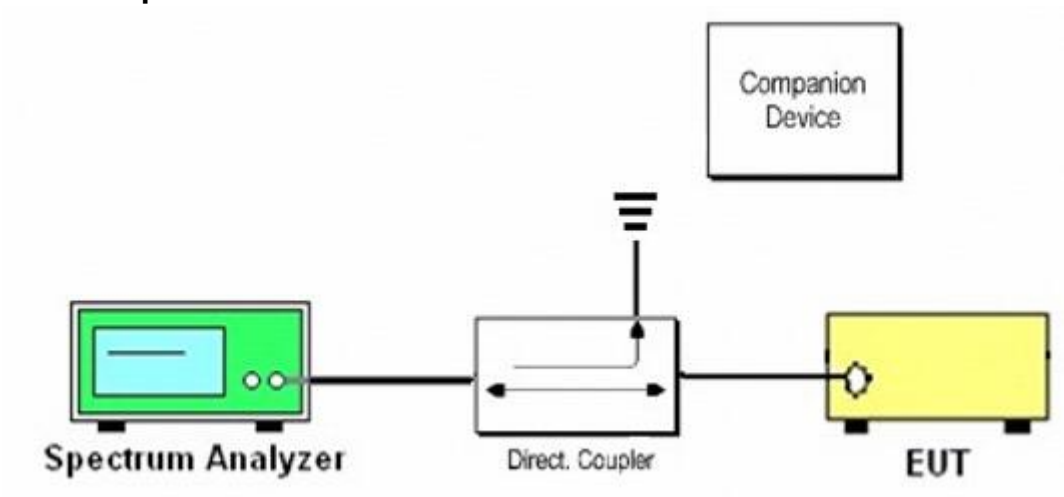 Companion
Device
Spectrum Analyzer
Direct. Coupler
EUT